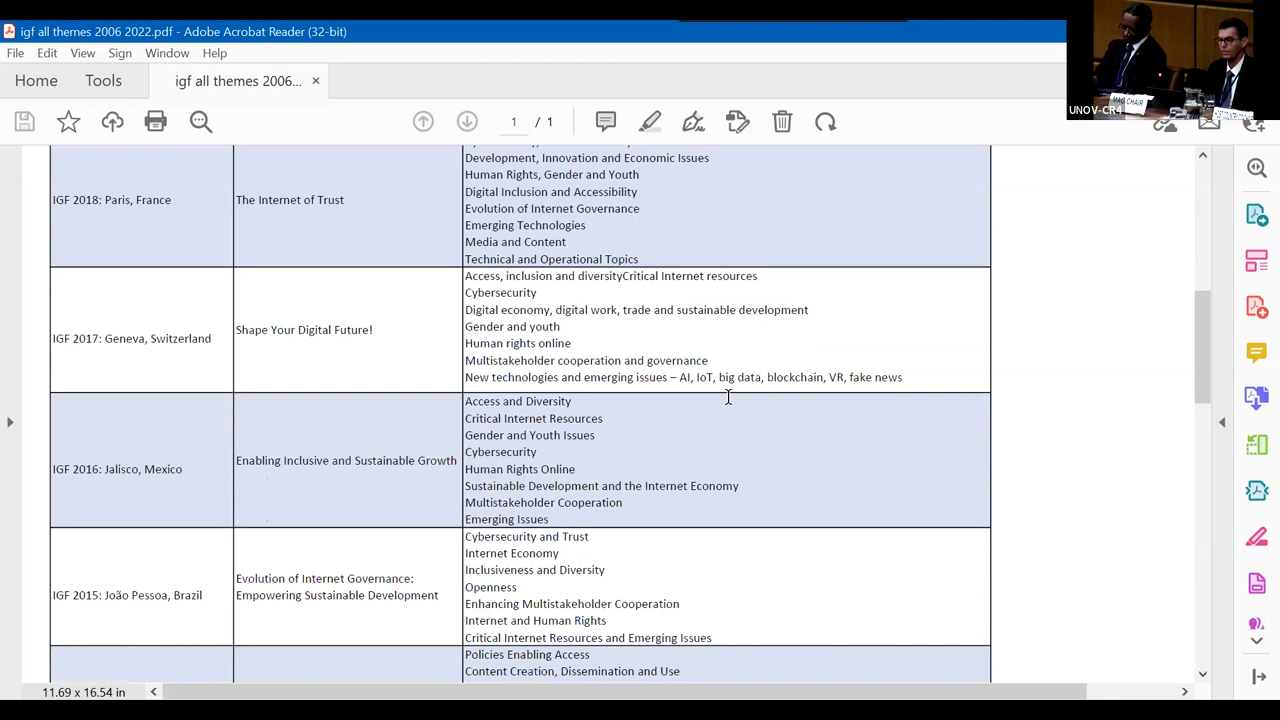 igf all themes 2006 2022.pdf - Adobe Acrobat Reader (32-bit)
File Edit View Sign Window Help
Home Tools igf all themes 2006... ×
1 / 1
MAG CHAIR
UNOV-CR4
Development, Innovation and Economic Issues
Human Rights, Gender and Youth
IGF 2018: Paris, France
The Internet of Trust
Digital Inclusion and Accessibility
Evolution of Internet Governance
Emerging Technologies
Media and Content
Technical and Operational Topics
IGF 2017: Geneva, Switzerland
Shape Your Digital Future!
Access, inclusion and diversityCritical Internet resources
Cybersecurity
Digital economy, digital work, trade and sustainable development
Gender and youth
Human rights online
Multistakeholder cooperation and governance
New technologies and emerging issues – AI, IoT, big data, blockchain, VR, fake news
IGF 2016: Jalisco, Mexico
Enabling Inclusive and Sustainable Growth
Access and Diversity
Critical Internet Resources
Gender and Youth Issues
Cybersecurity
Human Rights Online
Sustainable Development and the Internet Economy
Multistakeholder Cooperation
Emerging Issues
IGF 2015: João Pessoa, Brazil
Evolution of Internet Governance:
Empowering Sustainable Development
Cybersecurity and Trust
Internet Economy
Inclusiveness and Diversity
Openness
Enhancing Multistakeholder Cooperation
Internet and Human Rights
Critical Internet Resources and Emerging Issues
Policies Enabling Access
Content Creation, Dissemination and Use
11.69 x 16.54 in